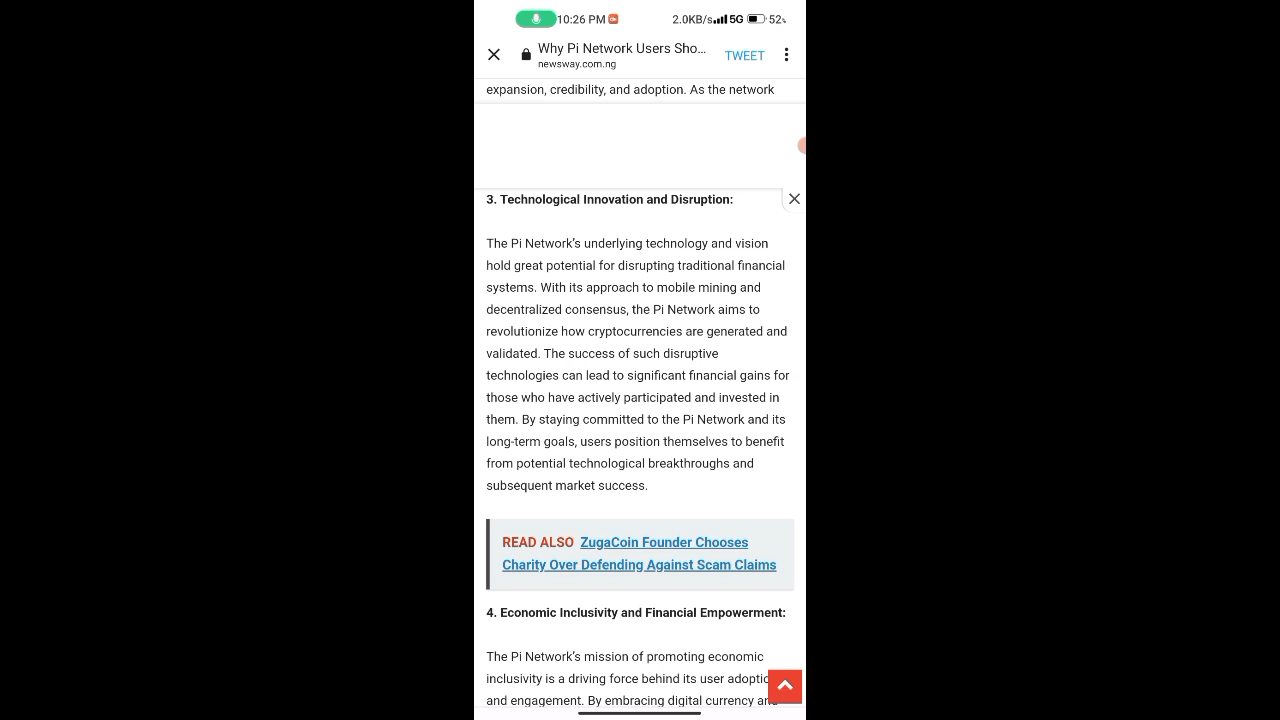 10:26 PM 2.0KB/s 5G 52%
Why Pi Network Users Sho... TWEET
newsway.com.ng
expansion, credibility, and adoption. As the network
3. Technological Innovation and Disruption:
The Pi Network's underlying technology and vision
hold great potential for disrupting traditional financial
systems. With its approach to mobile mining and
decentralized consensus, the Pi Network aims to
revolutionize how cryptocurrencies are generated and
validated. The success of such disruptive
technologies can lead to significant financial gains for
those who have actively participated and invested in
them. By staying committed to the Pi Network and its
long-term goals, users position themselves to benefit
from potential technological breakthroughs and
subsequent market success.
READ ALSO ZugaCoin Founder Chooses
Charity Over Defending Against Scam Claims
4. Economic Inclusivity and Financial Empowerment:
The Pi Network's mission of promoting economic
inclusivity is a driving force behind its user adoptio
and engagement. By embracing digital currency and